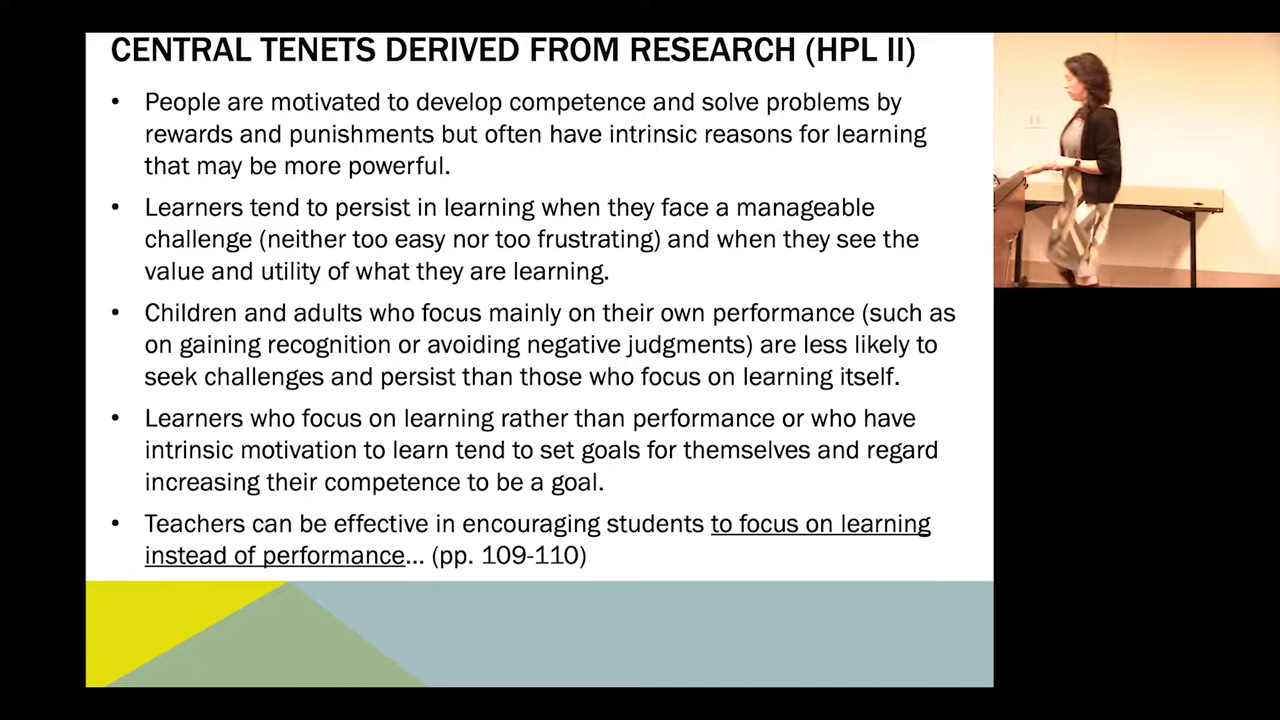 CENTRAL TENETS DERIVED FROM RESEARCH (HPL II)
• People are motivated to develop competence and solve problems by
rewards and punishments but often have intrinsic reasons for learning
that may be more powerful.
• Learners tend to persist in learning when they face a manageable
challenge (neither too easy nor too frustrating) and when they see the
value and utility of what they are learning.
• Children and adults who focus mainly on their own performance (such as
on gaining recognition or avoiding negative judgments) are less likely to
seek challenges and persist than those who focus on learning itself.
• Learners who focus on learning rather than performance or who have
intrinsic motivation to learn tend to set goals for themselves and regard
increasing their competence to be a goal.
• Teachers can be effective in encouraging students to focus on learning
instead of performance... (pp. 109-110)